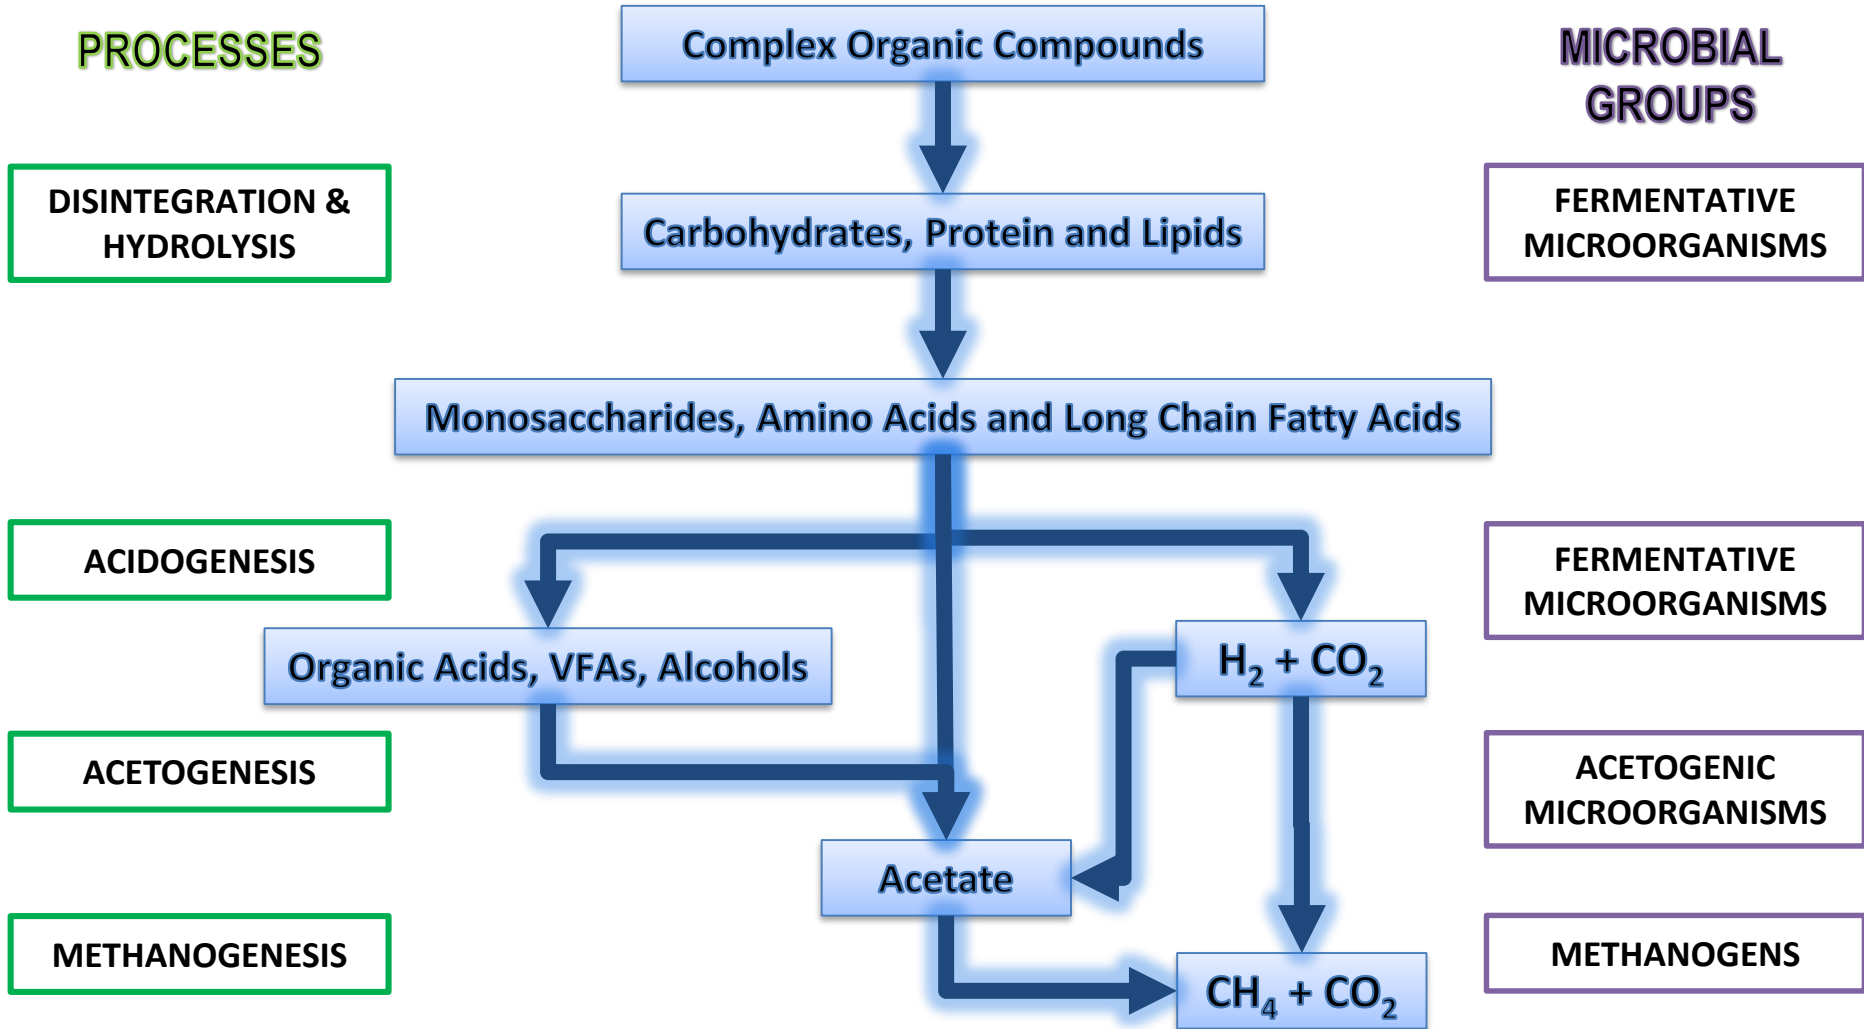 PROCESSES
Complex Organic Compounds
MICROBIAL
GROUPS
DISINTEGRATION &
HYDROLYSIS
Carbohydrates, Protein and Lipids
FERMENTATIVE
MICROORGANISMS
Monosaccharides, Amino Acids and Long Chain Fatty Acids
ACIDOGENESIS
FERMENTATIVE
MICROORGANISMS
Organic Acids, VFAs, Alcohols
H₂ + CO₂
ACETOGENESIS
ACETOGENIC
MICROORGANISMS
Acetate
METHANOGENESIS
METHANOGENS
CH₄ + CO₂